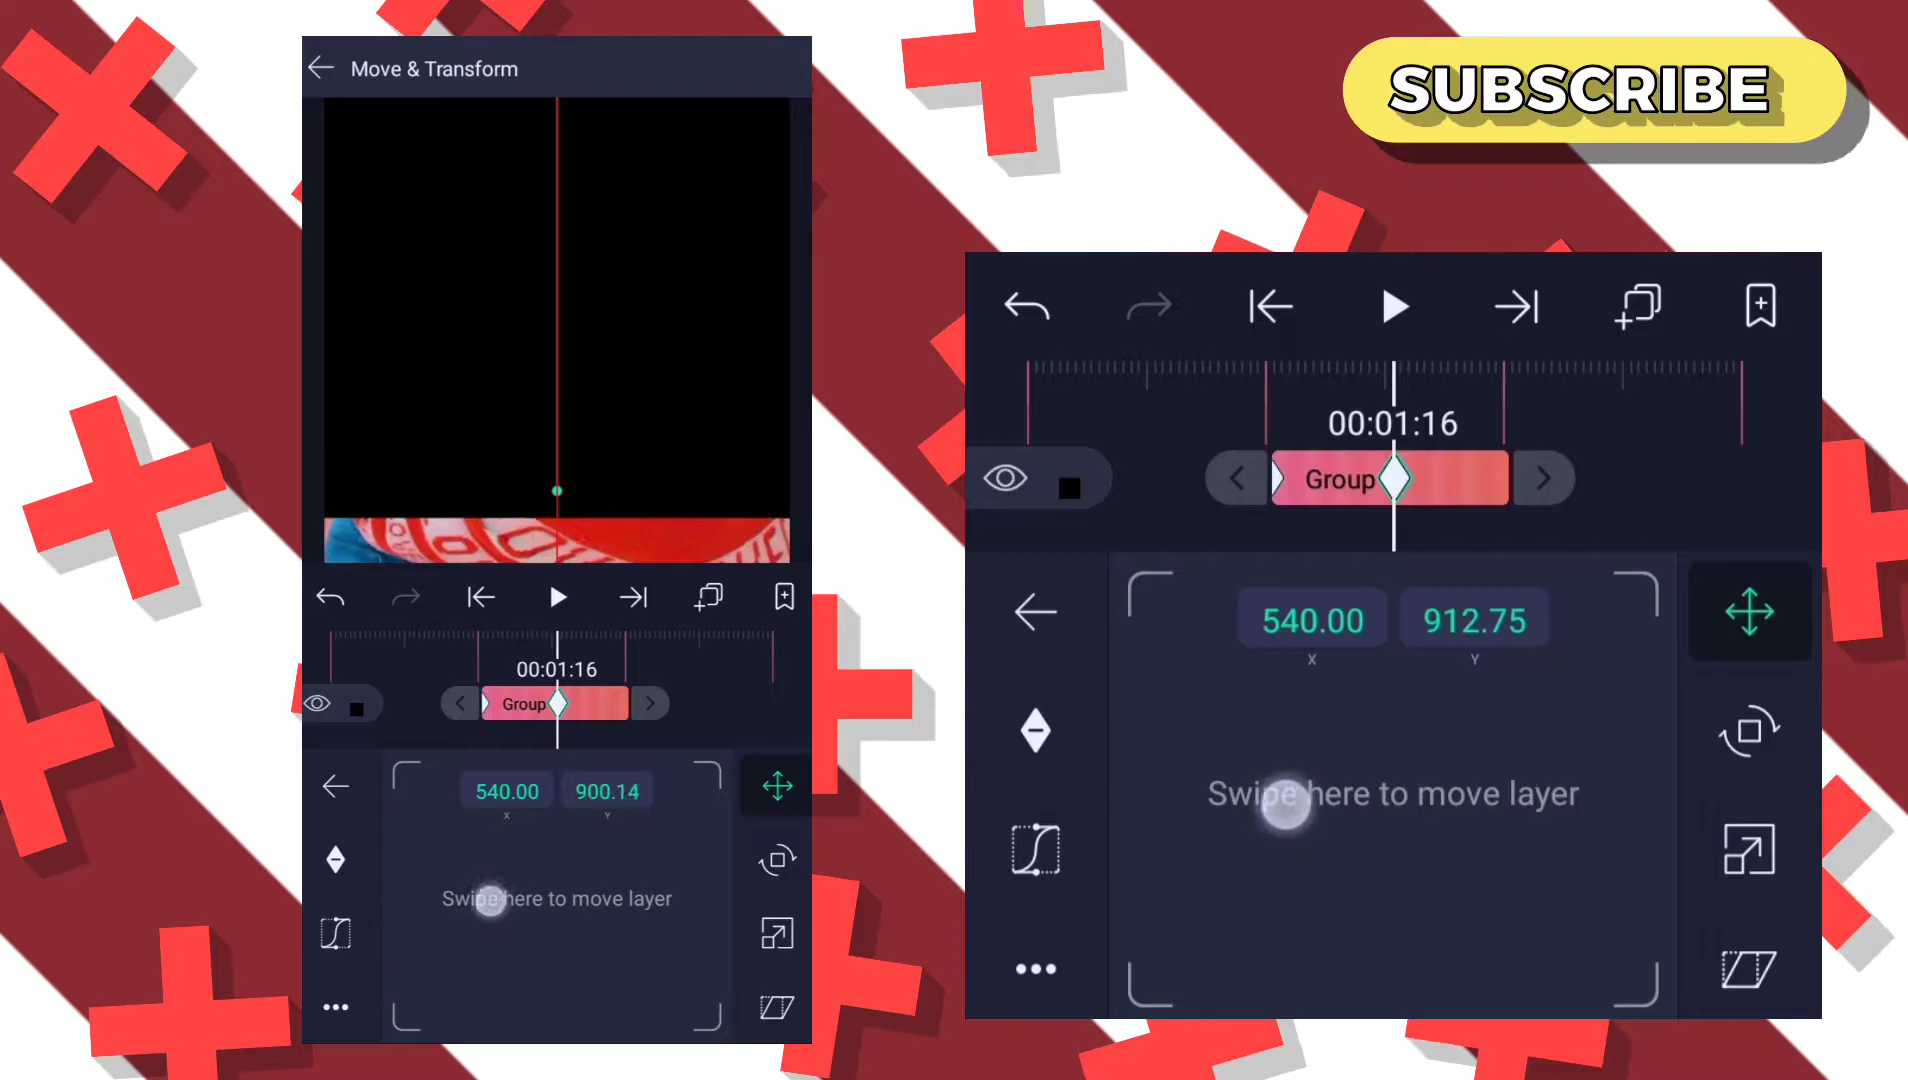 Move & Transform
00:01:16
Group
540.00 900.14
X Y
Swipe here to move layer
SUBSCRIBE
00:01:16
Group
540.00 912.75
X Y
Swipe here to move layer